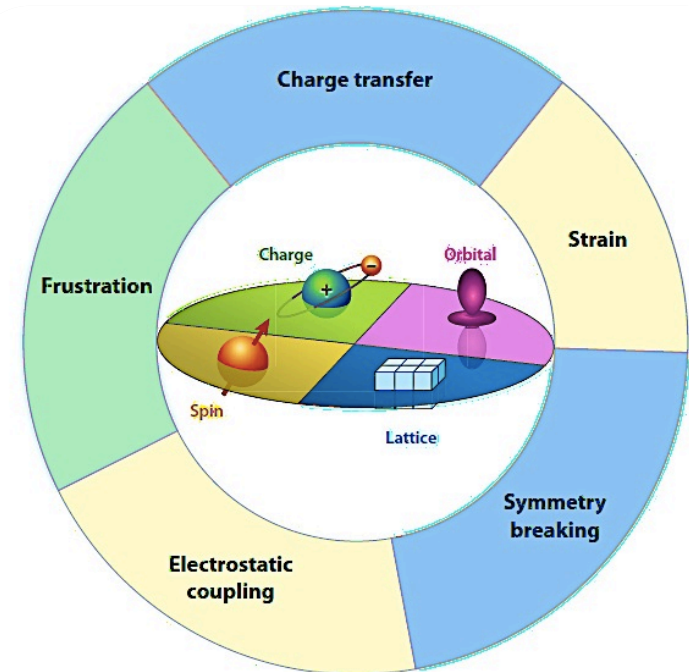 Charge transfer
Strain
Frustration
Charge
Orbital
+
−
Spin
Lattice
Symmetry
breaking
Electrostatic
coupling